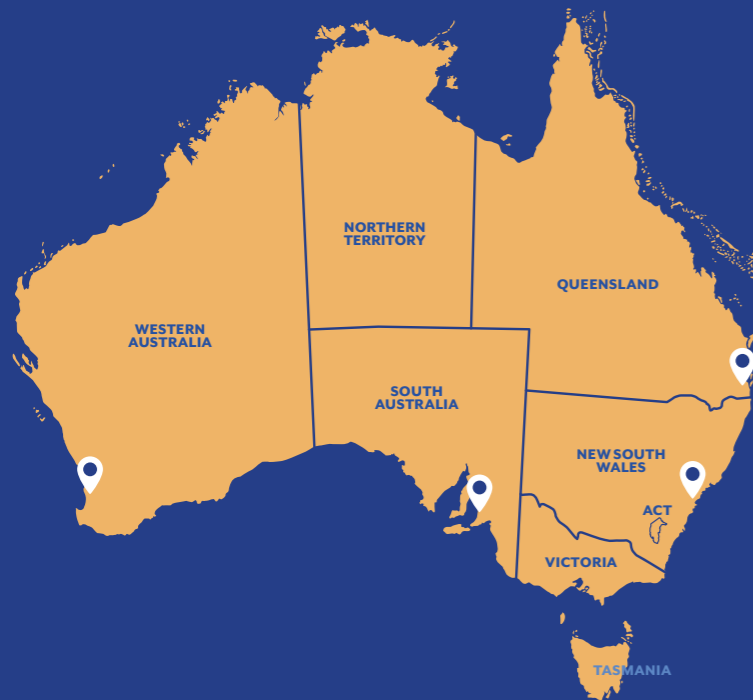 NORTHERN
TERRITORY
QUEENSLAND
WESTERN
AUSTRALIA
SOUTH
AUSTRALIA
NEW SOUTH
WALES
ACT
VICTORIA
TASMANIA